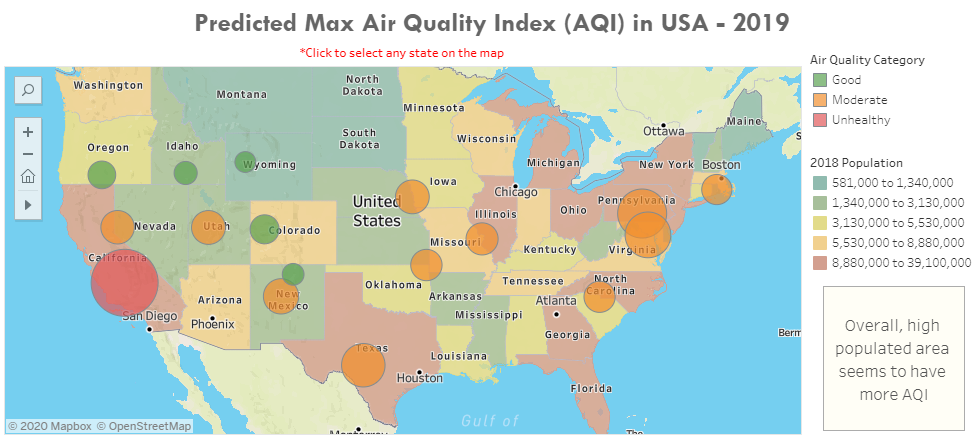 Predicted Max Air Quality Index (AQI) in USA - 2019
*Click to select any state on the map
Air Quality Category
Good
Moderate
Unhealthy
2018 Population
581,000 to 1,340,000
1,340,000 to 3,130,000
3,130,000 to 5,530,000
5,530,000 to 8,880,000
8,880,000 to 39,100,000
Overall, high
populated area
seems to have
more AQI
Washington
Montana
North
Dakota
Minnesota
Ottawa
Maine
Oregon
Idaho
South
Dakota
Wisconsin
Michigan
New York
Boston
Wyoming
Iowa
Chicago
United
States
Illinois
Ohio
Pennsylvania
Nevada
Utah
Colorado
Missouri
Kentucky
Virginia
California
Oklahoma
Tennessee
North
Carolina
Arizona
New
Mexico
Arkansas
Atlanta
San Diego
Phoenix
Mississippi
Georgia
Berm
Texas
Louisiana
Houston
Florida
Gulf of
Monterrey
The
© 2020 Mapbox © OpenStreetMap